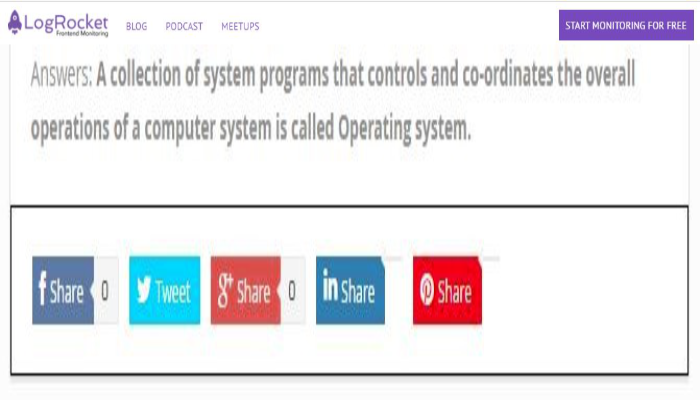 LogRocket BLOG PODCAST MEETUPS START MONITORING FOR FREE
Frontend Monitoring
Answers: A collection of system programs that controls and co-ordinates the overall
operations of a computer system is called Operating system.
f Share 0 Tweet g+ Share 0 in Share Share